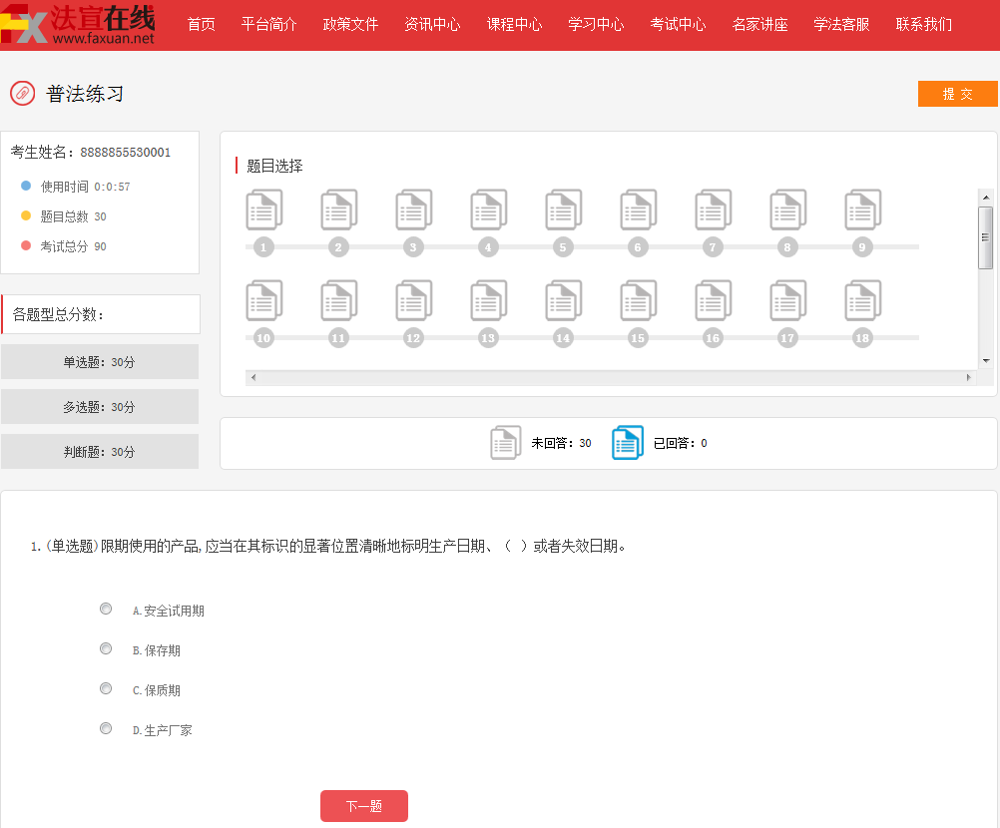 法宣在线
www.faxuan.net
首页 平台简介 政策文件 资讯中心 课程中心 学习中心 考试中心 名家讲座 学法客服 联系我们
普法练习
提 交
考生姓名：8888855530001
使用时间 0:0:57
题目总数 30
考试总分 90
各题型总分数：
单选题：30分
多选题：30分
判断题：30分
题目选择
1 2 3 4 5 6 7 8 9
10 11 12 13 14 15 16 17 18
未回答：30 已回答：0
1.(单选题)限期使用的产品,应当在其标识的显著位置清晰地标明生产日期、（ ）或者失效日期。
A.安全试用期
B.保存期
C.保质期
D.生产厂家
下一题